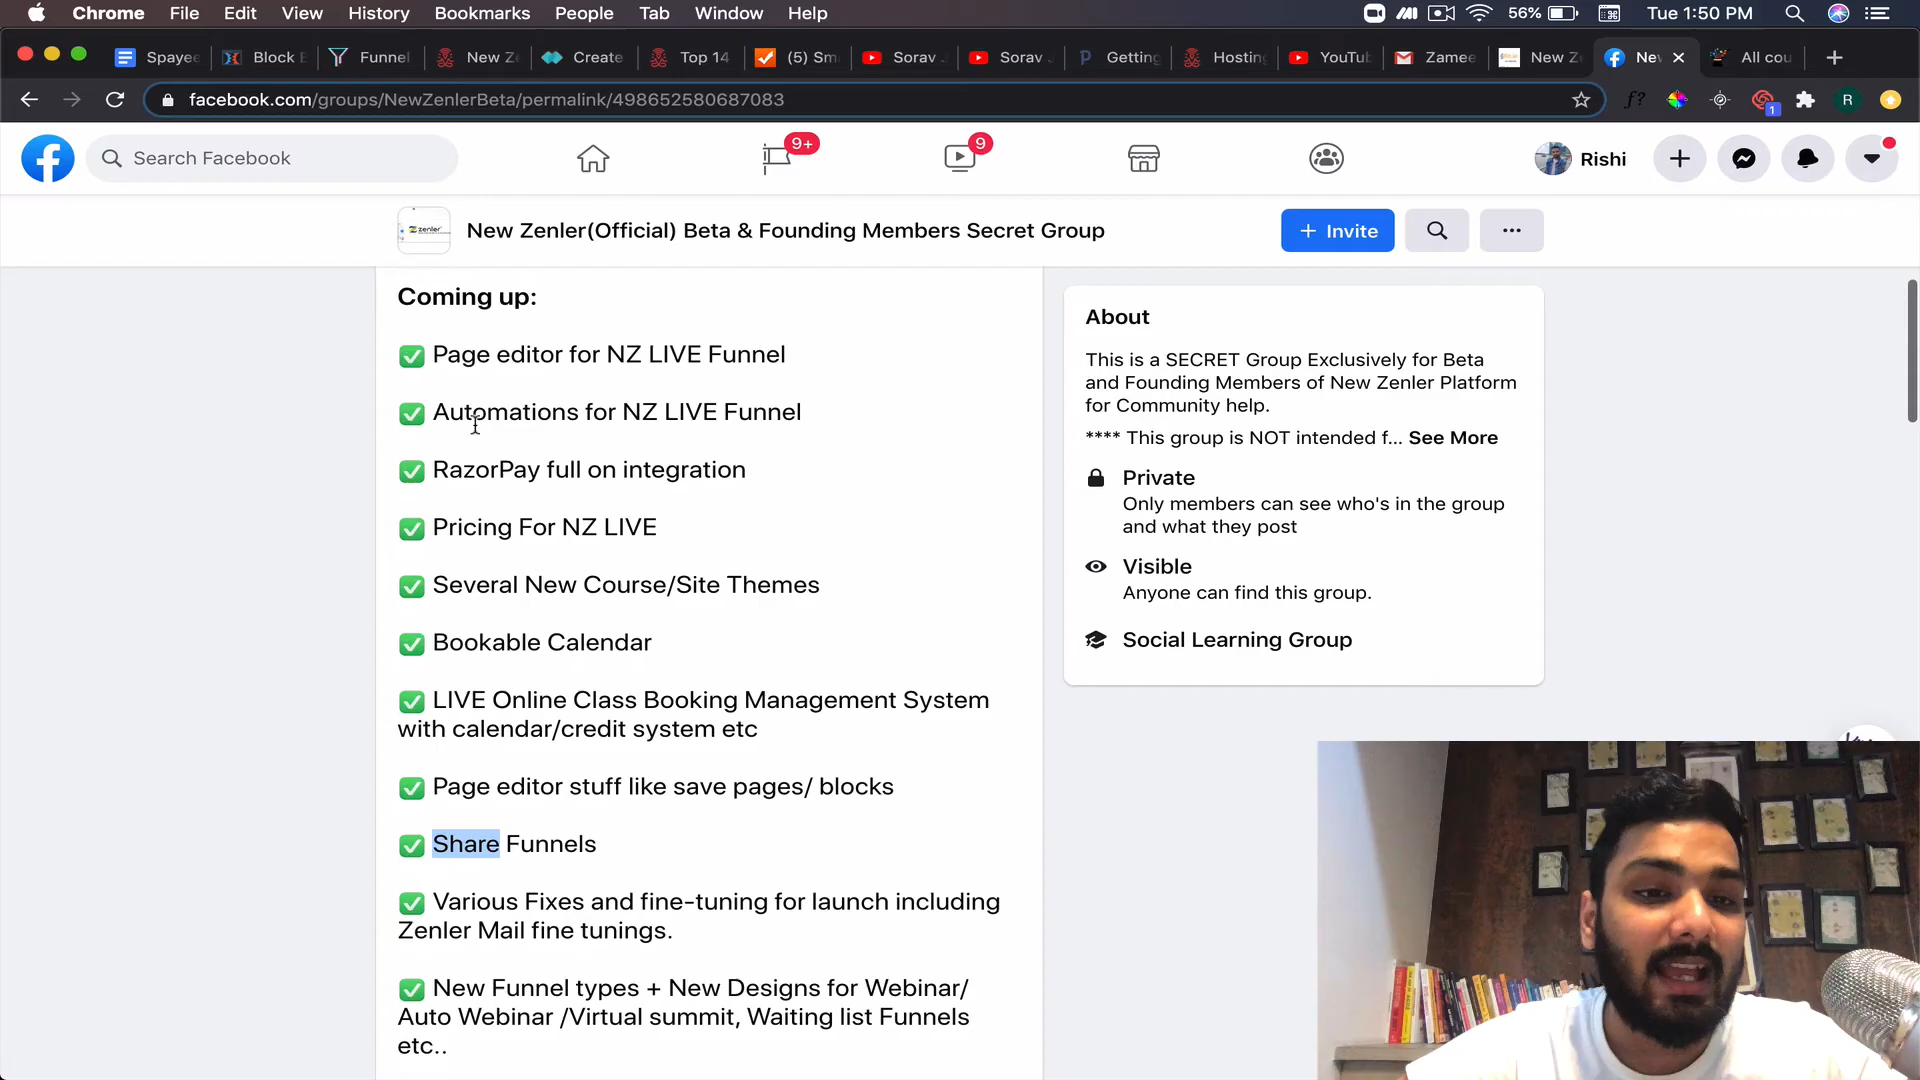 Chrome File Edit View History Bookmarks People Tab Window Help 56% Tue 1:50 PM
Spayee Block Funnel New Ze Create Top 14 (5) Sm Sorav Sorav Getting Hosting YouTu Zamee New Ze Nev All cou
facebook.com/groups/NewZenlerBeta/permalink/498652580687083
f? 1 R
Search Facebook
9+
9
Rishi
zenler
New Zenler(Official) Beta & Founding Members Secret Group
+ Invite
Coming up:
✅ Page editor for NZ LIVE Funnel
✅ Automations for NZ LIVE Funnel
✅ RazorPay full on integration
✅ Pricing For NZ LIVE
✅ Several New Course/Site Themes
✅ Bookable Calendar
✅ LIVE Online Class Booking Management System
with calendar/credit system etc
✅ Page editor stuff like save pages/ blocks
✅ Share Funnels
✅ Various Fixes and fine-tuning for launch including
Zenler Mail fine tunings.
✅ New Funnel types + New Designs for Webinar/
Auto Webinar /Virtual summit, Waiting list Funnels
etc..
About
This is a SECRET Group Exclusively for Beta
and Founding Members of New Zenler Platform
for Community help.
**** This group is NOT intended f... See More
Private
Only members can see who's in the group
and what they post
Visible
Anyone can find this group.
Social Learning Group